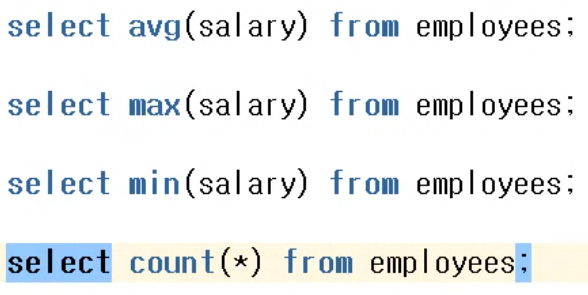 select avg(salary) from employees;
select max(salary) from employees;
select min(salary) from employees;
select count(*) from employees;